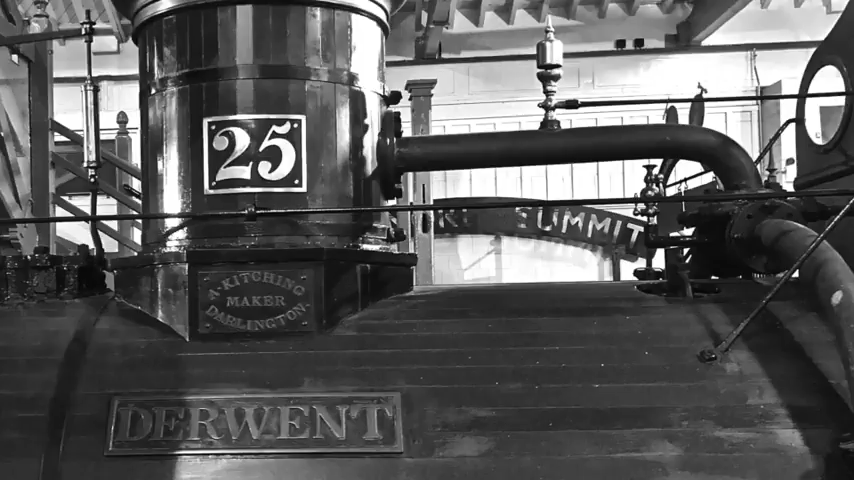 25
SUMMIT
A. KITCHING
MAKER
DARLINGTON
DERWENT